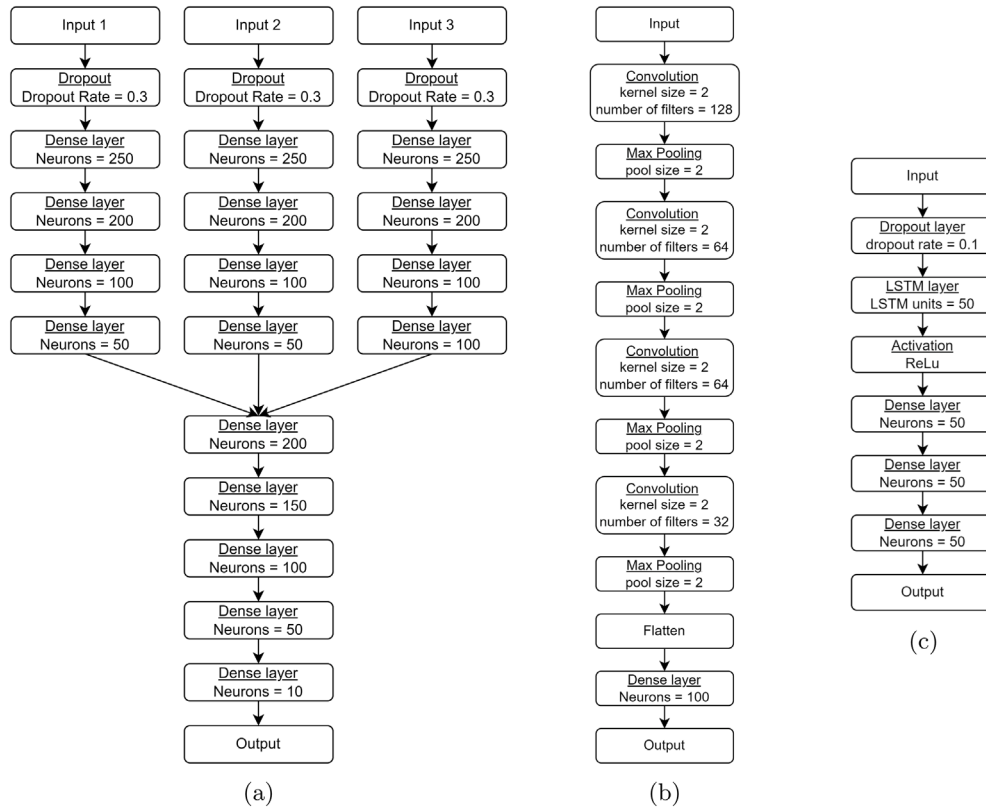 Input 1
Dropout
Dropout Rate = 0.3
Dense layer
Neurons = 250
Dense layer
Neurons = 200
Dense layer
Neurons = 100
Dense layer
Neurons = 50
Input 2
Dropout
Dropout Rate = 0.3
Dense layer
Neurons = 250
Dense layer
Neurons = 200
Dense layer
Neurons = 100
Dense layer
Neurons = 50
Input 3
Dropout
Dropout Rate = 0.3
Dense layer
Neurons = 250
Dense layer
Neurons = 200
Dense layer
Neurons = 100
Dense layer
Neurons = 100
Dense layer
Neurons = 200
Dense layer
Neurons = 150
Dense layer
Neurons = 100
Dense layer
Neurons = 50
Dense layer
Neurons = 10
Output
(a)
Input
Convolution
kernel size = 2
number of filters = 128
Max Pooling
pool size = 2
Convolution
kernel size = 2
number of filters = 64
Max Pooling
pool size = 2
Convolution
kernel size = 2
number of filters = 64
Max Pooling
pool size = 2
Convolution
kernel size = 2
number of filters = 32
Max Pooling
pool size = 2
Flatten
Dense layer
Neurons = 100
Output
(b)
Input
Dropout layer
dropout rate = 0.1
LSTM layer
LSTM units = 50
Activation
ReLu
Dense layer
Neurons = 50
Dense layer
Neurons = 50
Dense layer
Neurons = 50
Output
(c)